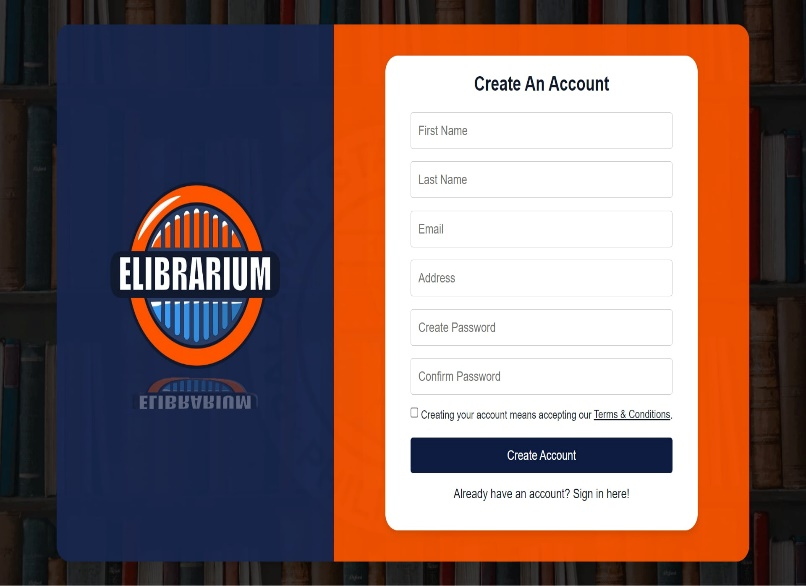 ELIBRARIUM
ELIBRARIUM
Create An Account
First Name
Last Name
Email
Address
Create Password
Confirm Password
Creating your account means accepting our Terms & Conditions.
Create Account
Already have an account? Sign in here!